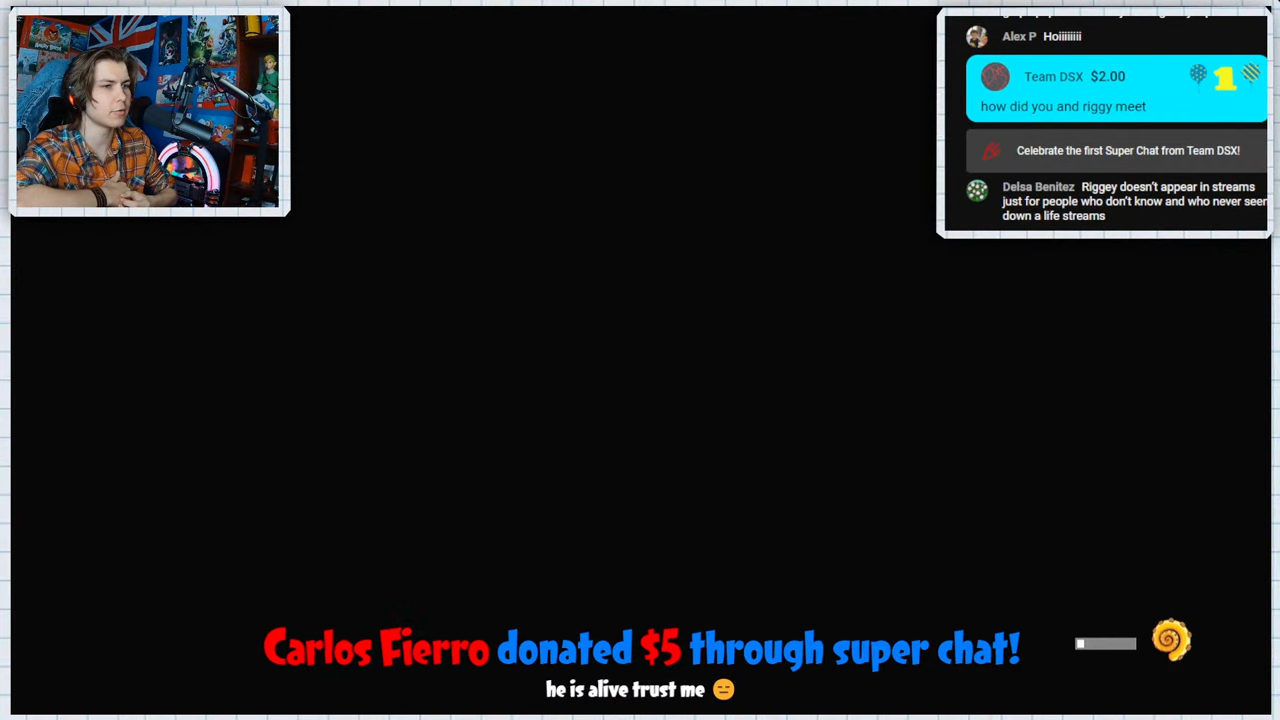 Alex P Hoiiiiiiii
Team DSX $2.00
1
how did you and riggy meet
Celebrate the first Super Chat from Team DSX!
Delsa Benitez Riggey doesn't appear in streams
just for people who don't know and who never seen
down a life streams
Carlos Fierro donated $5 through super chat!
he is alive trust me 😑